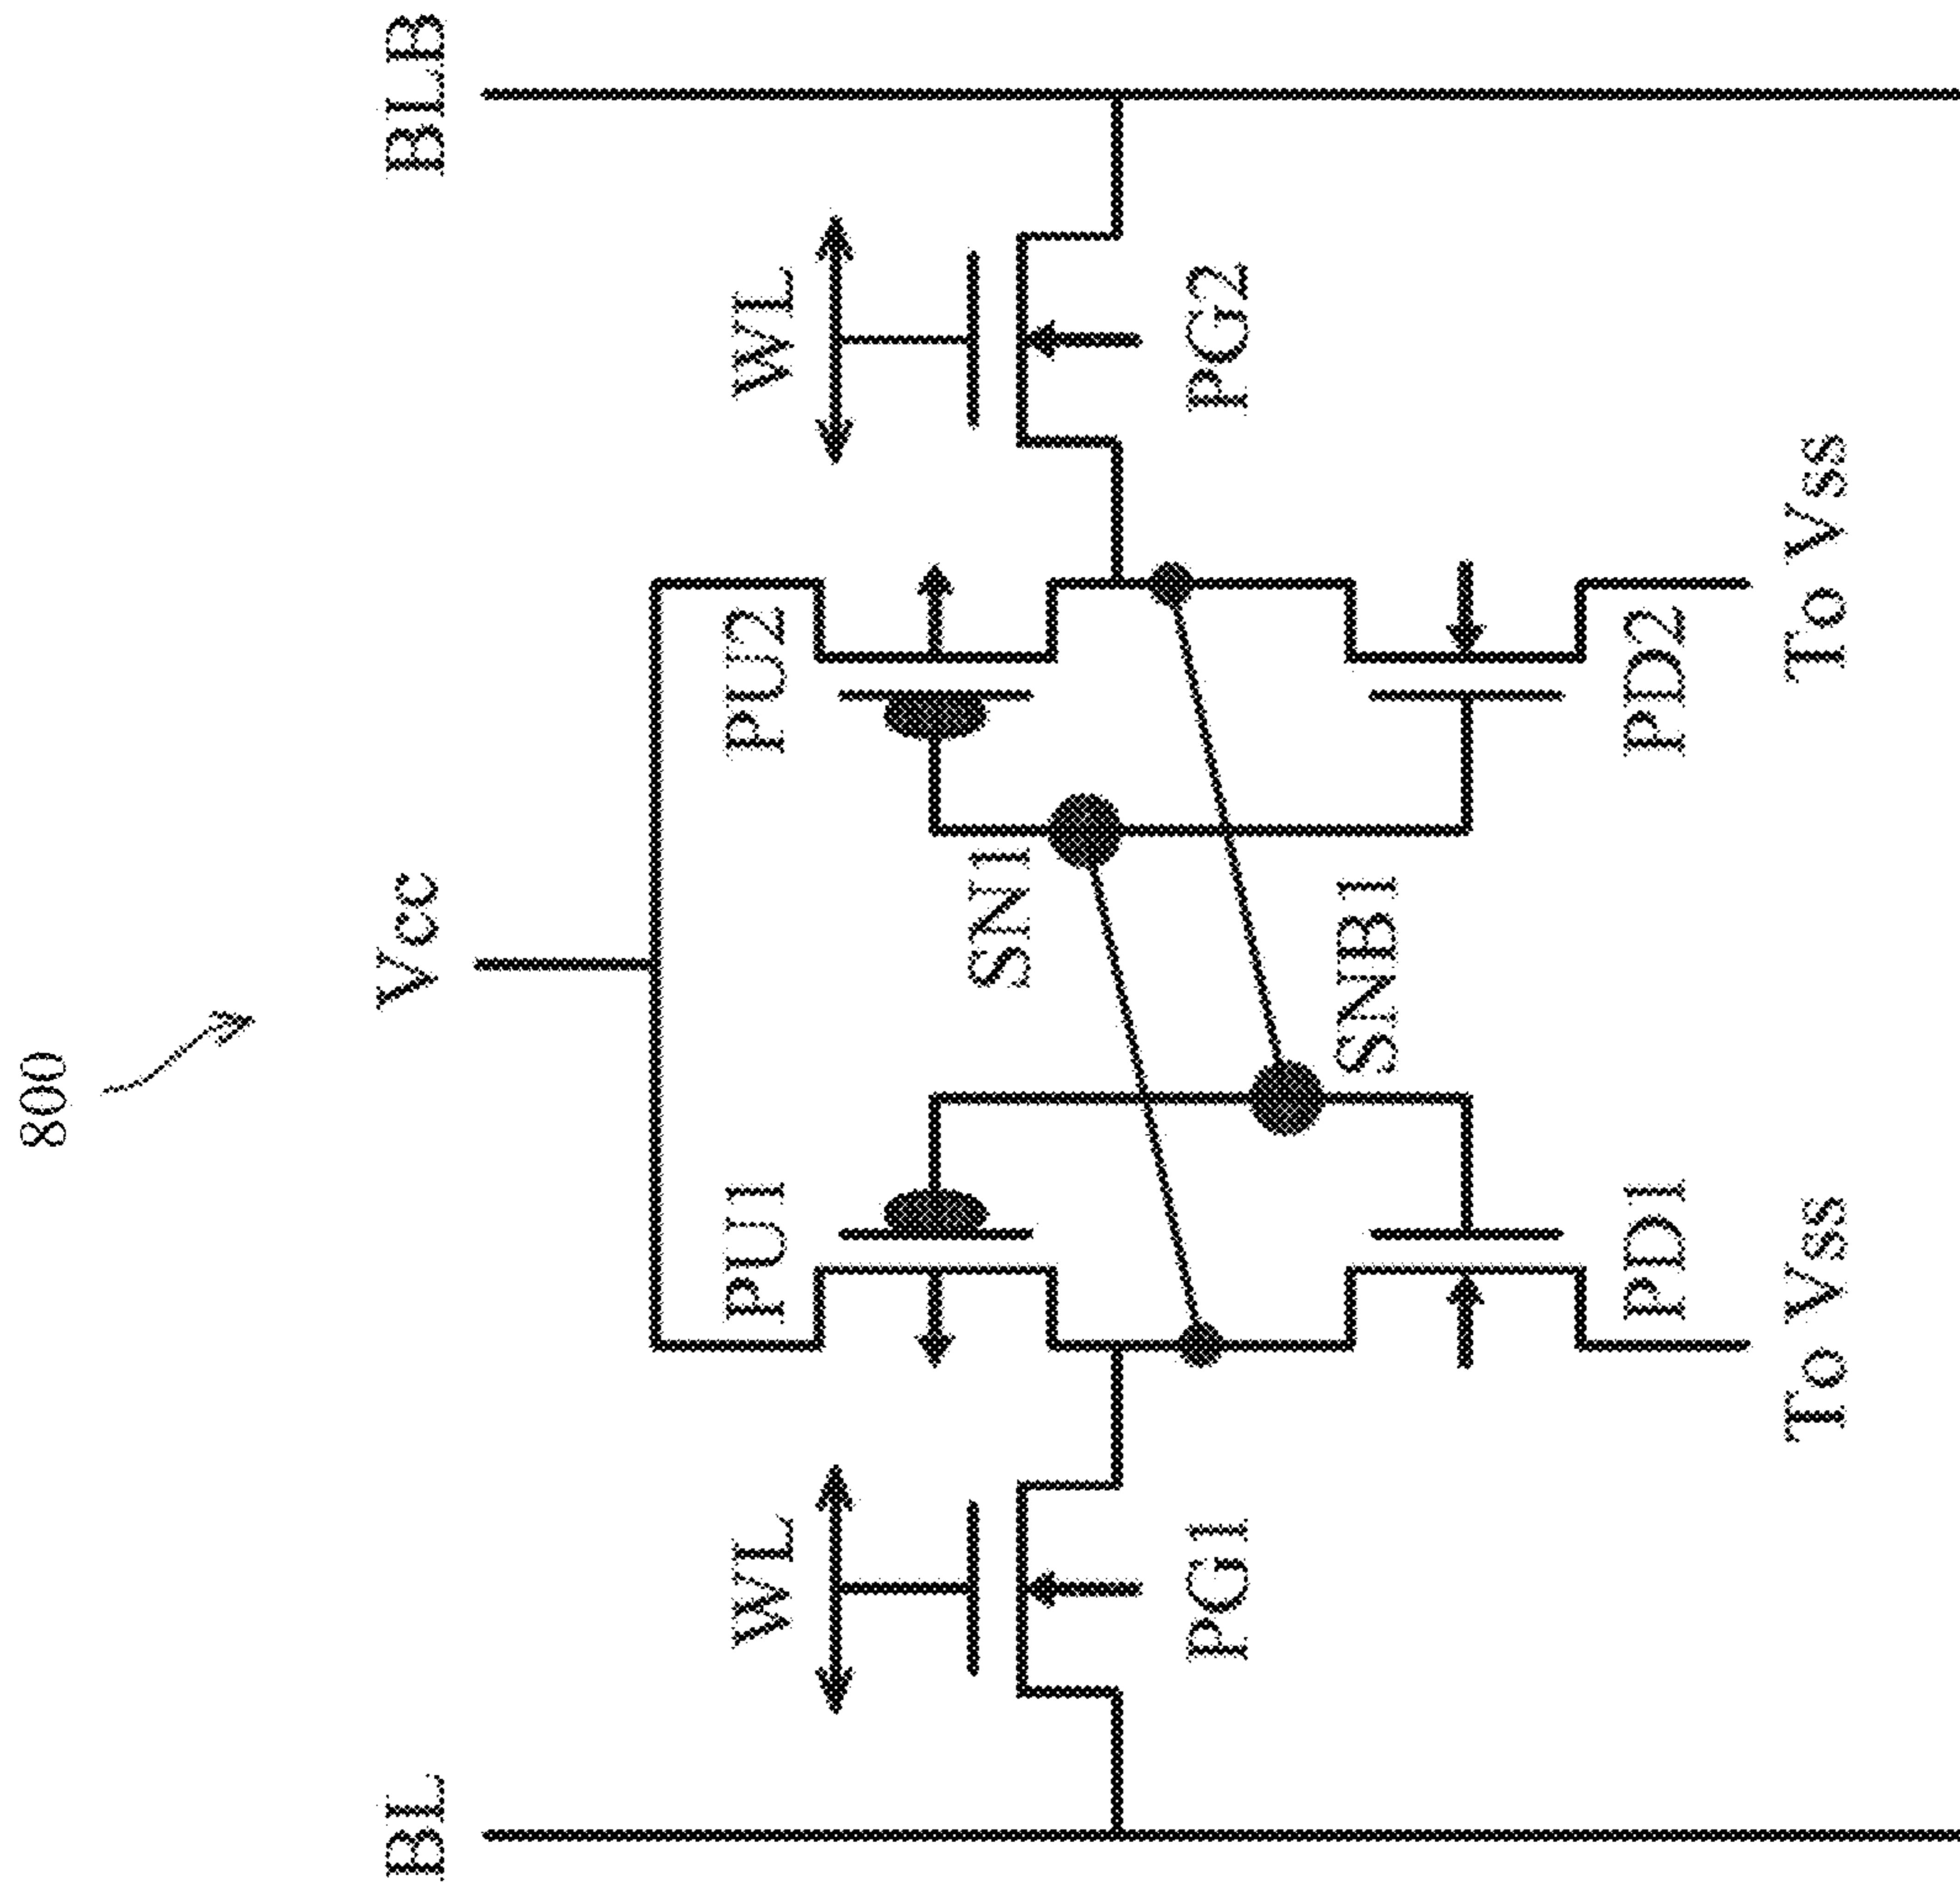 800
BL
Vcc
BLB
WL
PU1
PU2
WL
SN1
PG1
PG2
SNB1
PD1
PD2
To Vss
To Vss